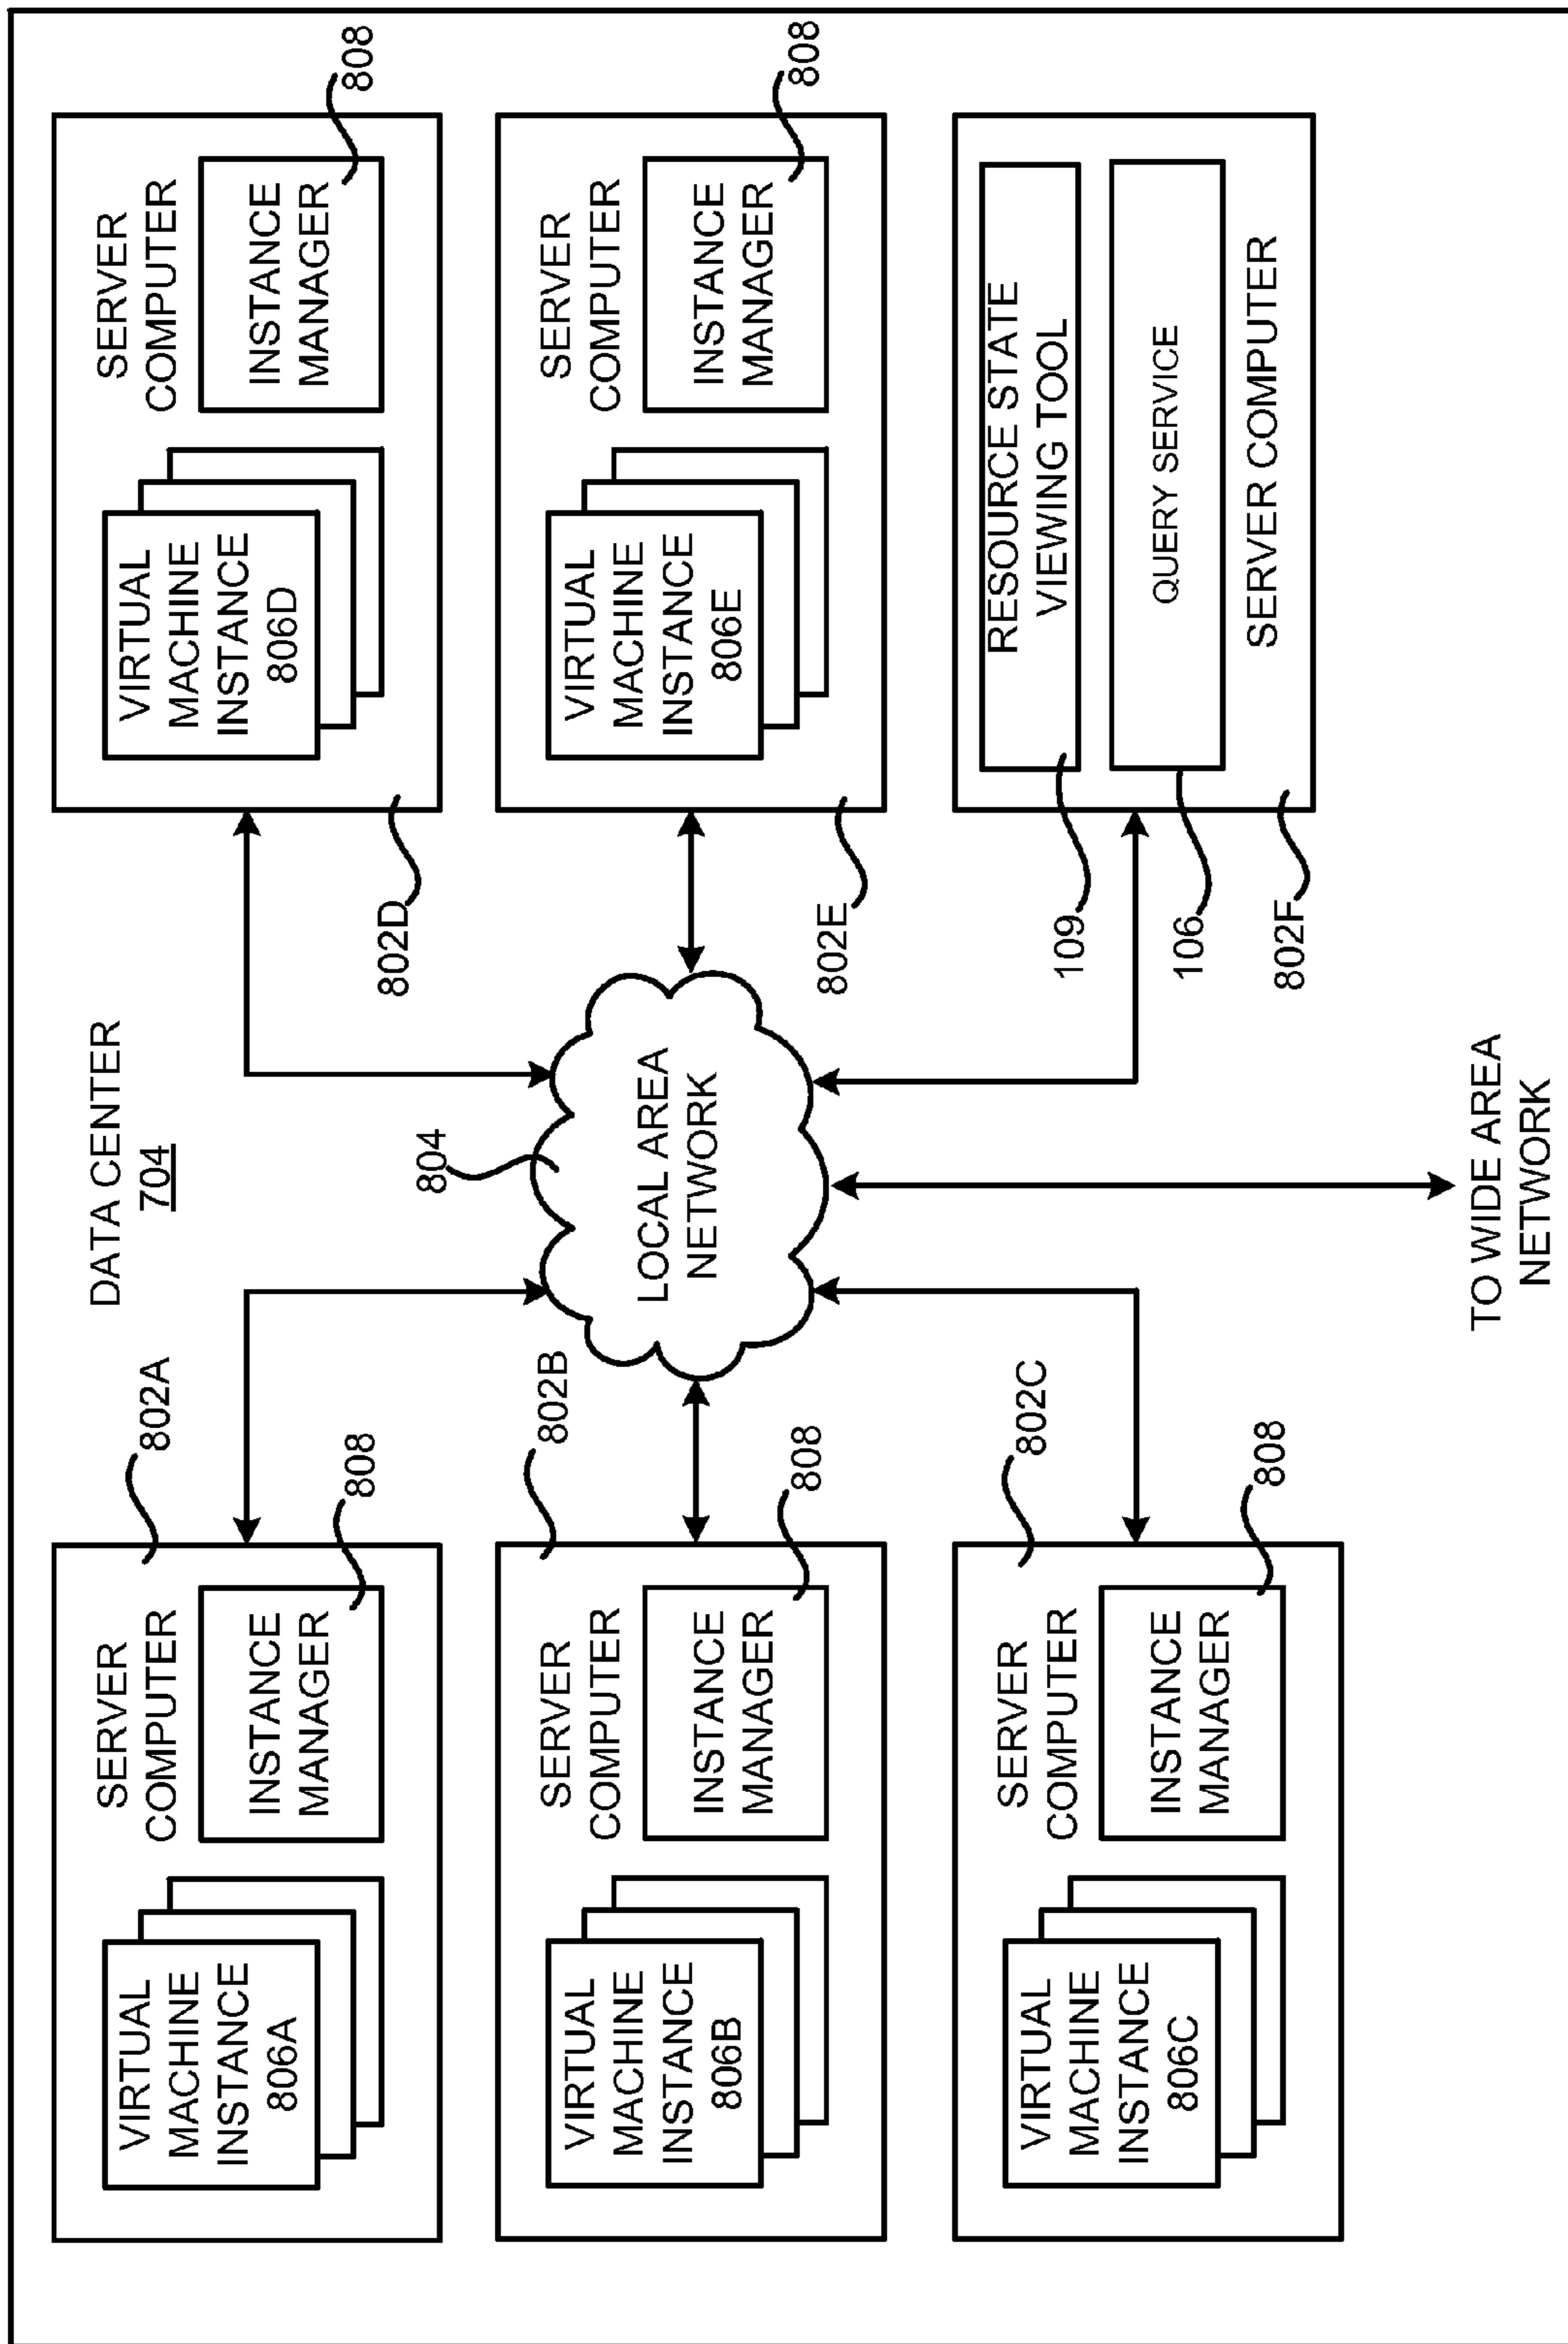 DATA CENTER
704
802A
SERVER
COMPUTER
VIRTUAL
MACHINE
INSTANCE
806A
INSTANCE
MANAGER
808
802B
SERVER
COMPUTER
VIRTUAL
MACHINE
INSTANCE
806B
INSTANCE
MANAGER
808
802C
SERVER
COMPUTER
VIRTUAL
MACHINE
INSTANCE
806C
INSTANCE
MANAGER
808
804
LOCAL AREA
NETWORK
TO WIDE AREA
NETWORK
802D
SERVER
COMPUTER
VIRTUAL
MACHINE
INSTANCE
806D
INSTANCE
MANAGER
808
802E
SERVER
COMPUTER
VIRTUAL
MACHINE
INSTANCE
806E
INSTANCE
MANAGER
808
109
RESOURCE STATE
VIEWING TOOL
106
QUERY SERVICE
802F
SERVER COMPUTER